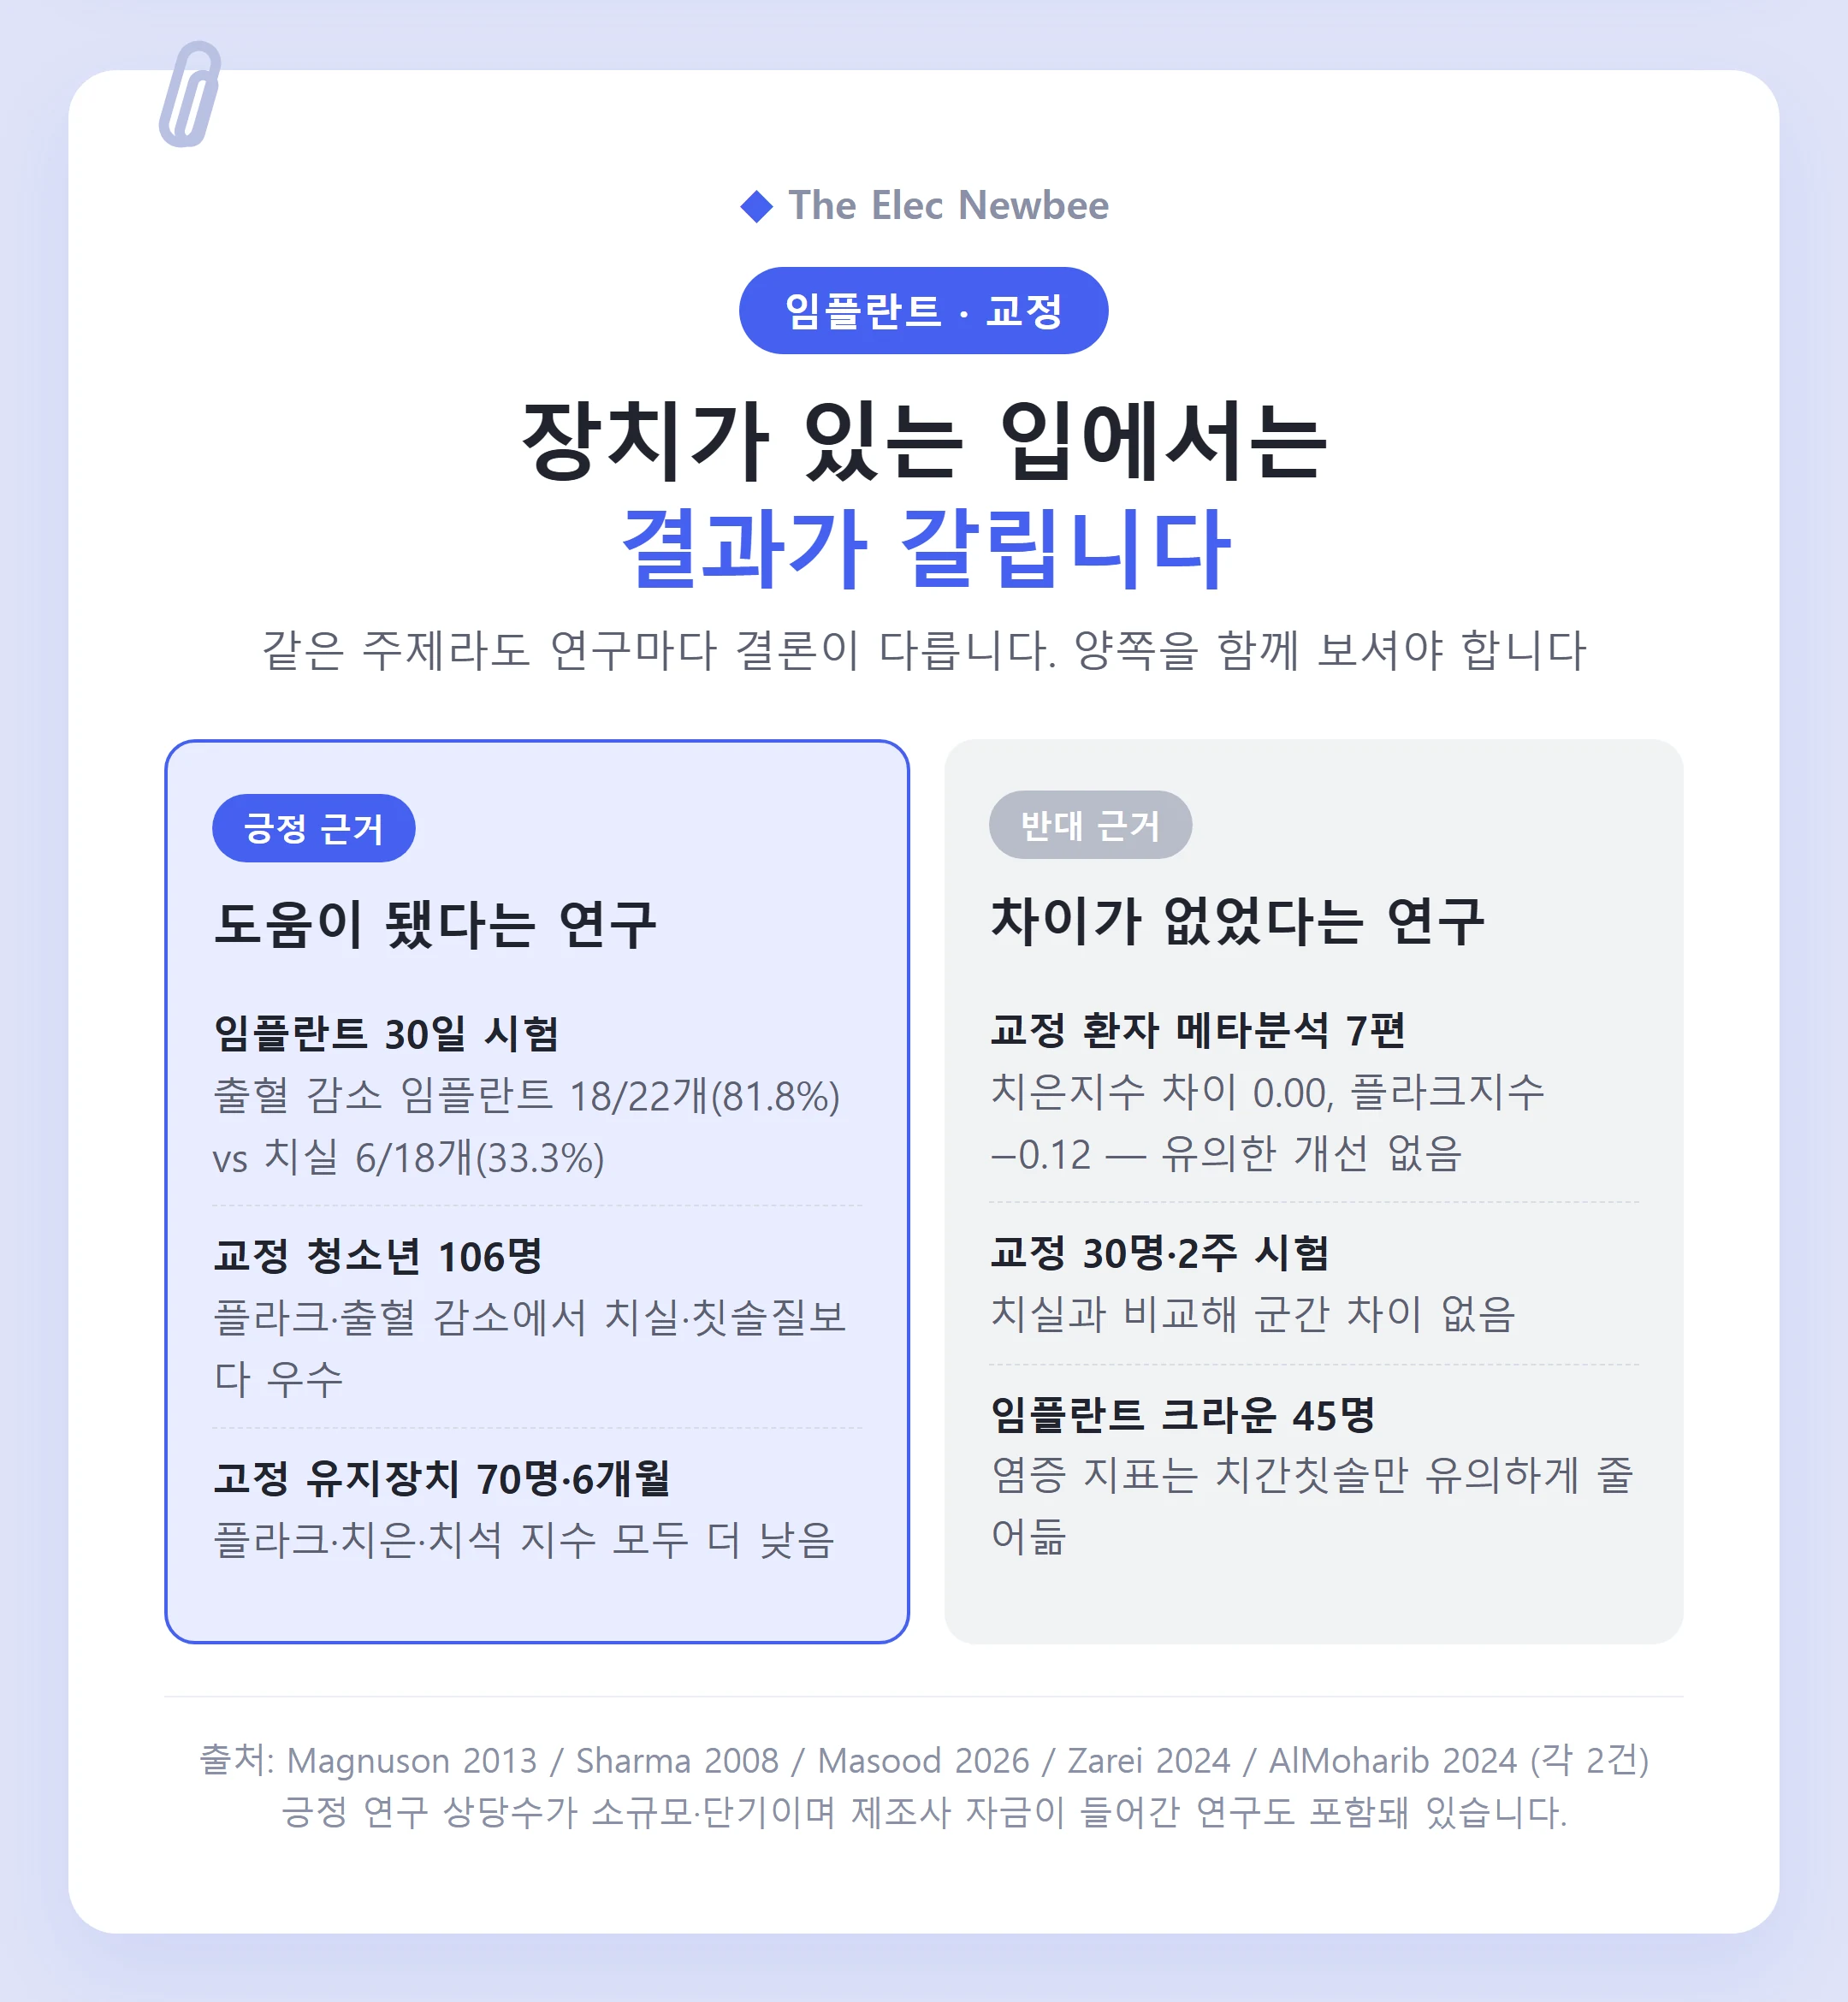 The Elec Newbee
임플란트 · 교정
장치가 있는 입에서는
결과가 갈립니다
같은 주제라도 연구마다 결론이 다릅니다. 양쪽을 함께 보셔야 합니다
긍정 근거
도움이 됐다는 연구
임플란트 30일 시험
출혈 감소 임플란트 18/22개(81.8%)
vs 치실 6/18개(33.3%)
교정 청소년 106명
플라크·출혈 감소에서 치실·칫솔질보
다 우수
고정 유지장치 70명·6개월
플라크·치은·치석 지수 모두 더 낮음
반대 근거
차이가 없었다는 연구
교정 환자 메타분석 7편
치은지수 차이 0.00, 플라크지수
−0.12 — 유의한 개선 없음
교정 30명·2주 시험
치실과 비교해 군간 차이 없음
임플란트 크라운 45명
염증 지표는 치간칫솔만 유의하게 줄
어듦
출처: Magnuson 2013 / Sharma 2008 / Masood 2026 / Zarei 2024 / AlMoharib 2024 (각 2건)
긍정 연구 상당수가 소규모·단기이며 제조사 자금이 들어간 연구도 포함돼 있습니다.